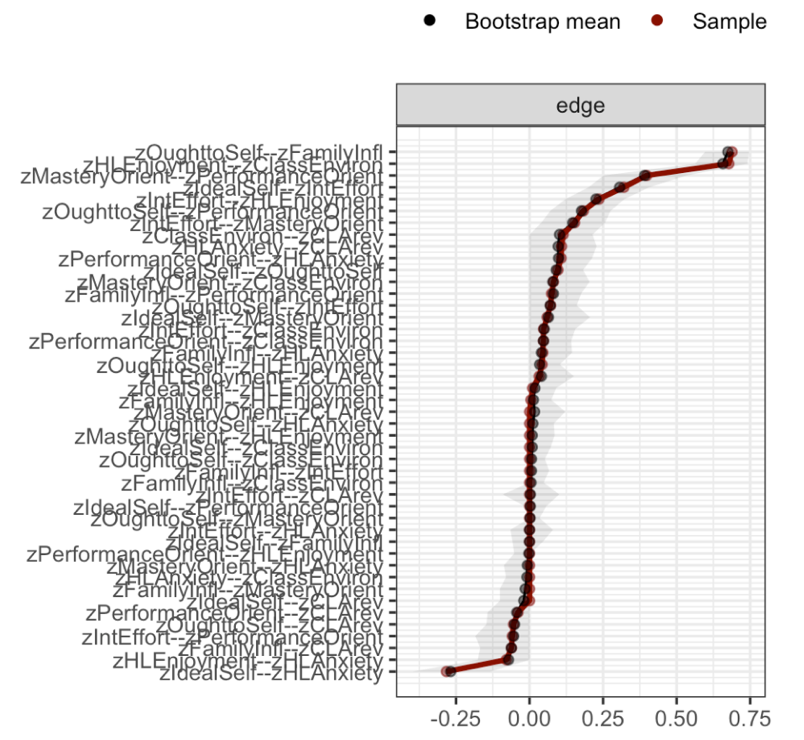 Bootstrap mean Sample
edge
zOughttoSelf--zFamilyInfl
zHLEnjoyment--zClassEnviron
zMasteryOrient--zPerformanceOrient
zIdealSelf--zIntEffort
zIntEffort--zHLEnjoyment
zOughttoSelf--zPerformanceOrient
zIntEffort--zMasteryOrient
zClassEnviron--zCLArev
zHLAnxiety--zCLArev
zPerformanceOrient--zHLAnxiety
zIdealSelf--zOughttoSelf
zMasteryOrient--zClassEnviron
zFamilyInfl--zPerformanceOrient
zOughttoSelf--zIntEffort
zIdealSelf--zMasteryOrient
zIntEffort--zClassEnviron
zPerformanceOrient--zClassEnviron
zFamilyInfl--zHLAnxiety
zOughttoSelf--zHLEnjoyment
zHLEnjoyment--zCLArev
zIdealSelf--zHLEnjoyment
zFamilyInfl--zHLEnjoyment
zMasteryOrient--zCLArev
zOughttoSelf--zHLAnxiety
zMasteryOrient--zHLEnjoyment
zIdealSelf--zClassEnviron
zOughttoSelf--zClassEnviron
zFamilyInfl--zIntEffort
zFamilyInfl--zClassEnviron
zIntEffort--zCLArev
zIdealSelf--zPerformanceOrient
zOughttoSelf--zMasteryOrient
zIntEffort--zHLAnxiety
zIdealSelf--zFamilyInfl
zPerformanceOrient--zHLEnjoyment
zMasteryOrient--zHLAnxiety
zHLAnxiety--zClassEnviron
zFamilyInfl--zMasteryOrient
zIdealSelf--zCLArev
zPerformanceOrient--zCLArev
zOughttoSelf--zCLArev
zIntEffort--zPerformanceOrient
zFamilyInfl--zCLArev
zHLEnjoyment--zHLAnxiety
zIdealSelf--zHLAnxiety
-0.25 0.00 0.25 0.50 0.75